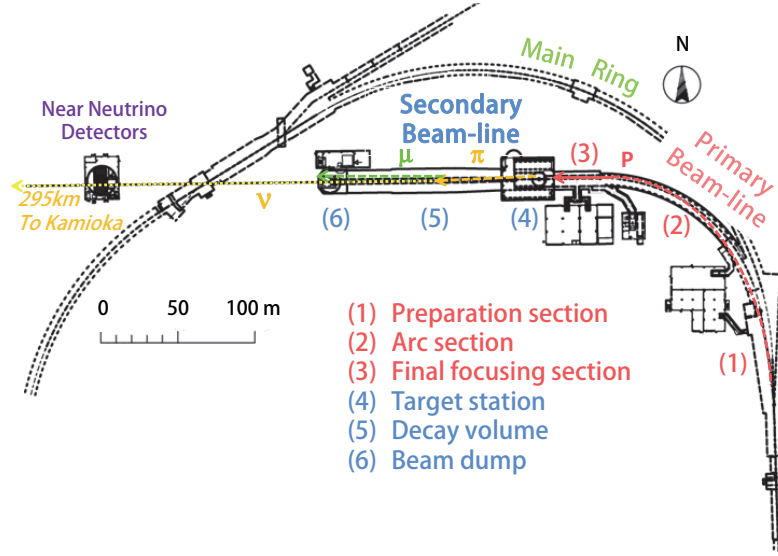 Main Ring
N
Near Neutrino
Detectors
Secondary
Beam-line
Primary
Beam-line
μ
π
(3)
P
295km
To Kamioka
ν
(6)
(5)
(4)
(2)
(1)
0 50 100 m
(1) Preparation section
(2) Arc section
(3) Final focusing section
(4) Target station
(5) Decay volume
(6) Beam dump